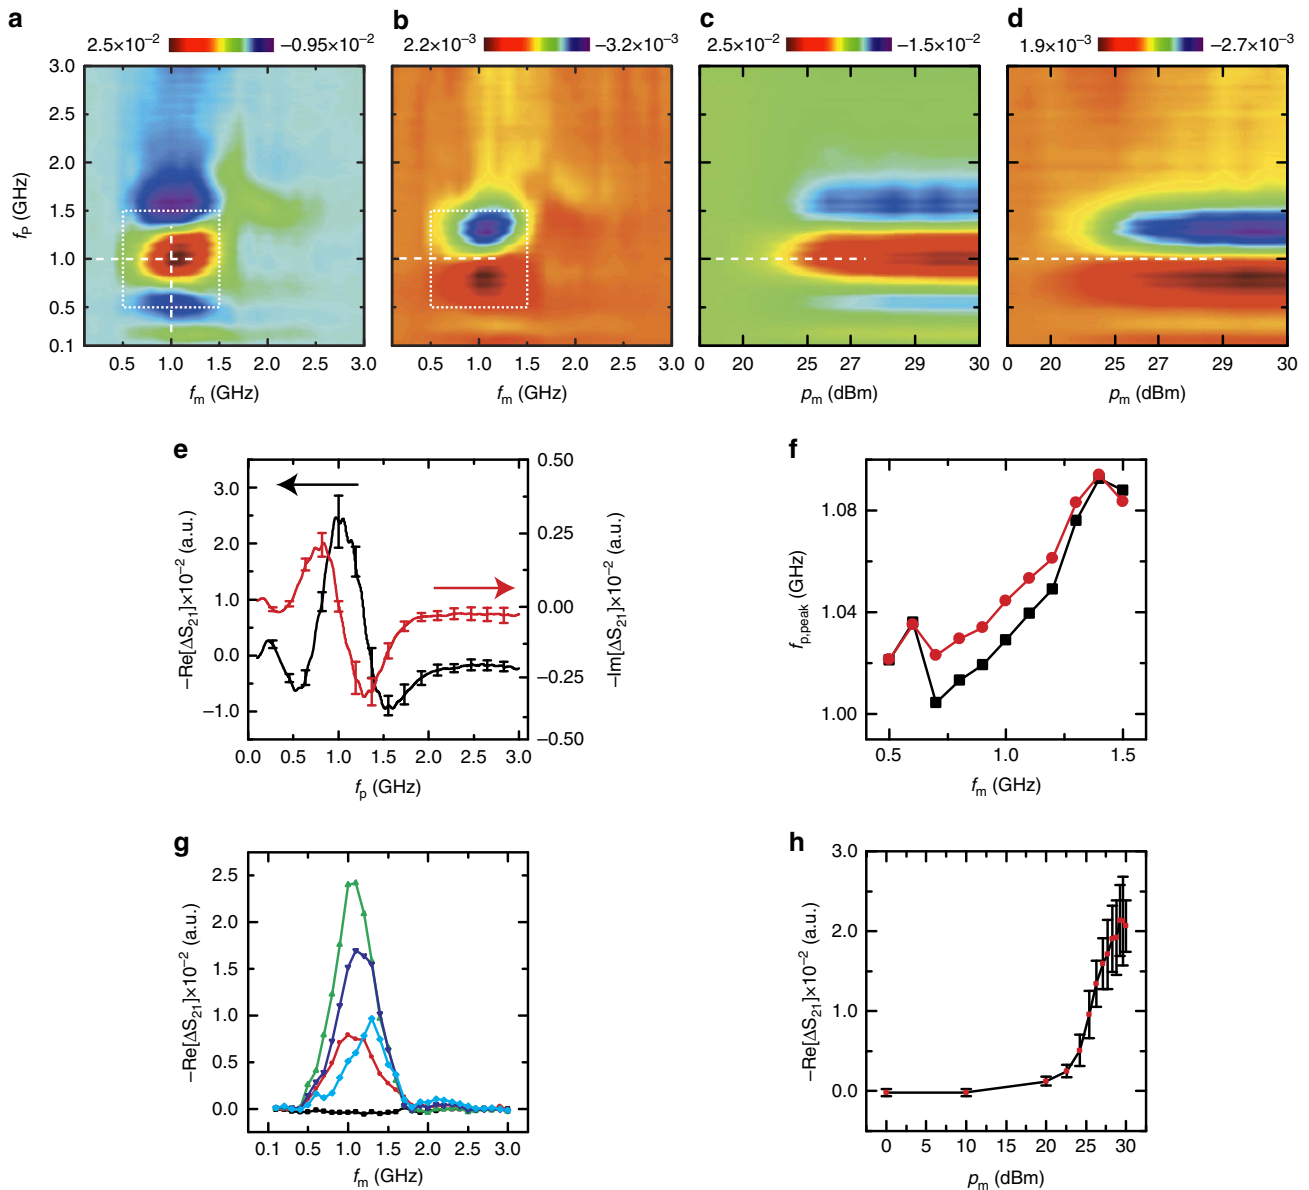 a b c d
2.5×10⁻² −0.95×10⁻² 2.2×10⁻³ −3.2×10⁻³ 2.5×10⁻² −1.5×10⁻² 1.9×10⁻³ −2.7×10⁻³
3.0
2.5
2.0
1.5
1.0
0.5
0.1
f_P (GHz)
0.5 1.0 1.5 2.0 2.5 3.0
f_m (GHz)
0.5 1.0 1.5 2.0 2.5 3.0
f_m (GHz)
0 20 27 29 30
p_m (dBm)
0 20 25 27 29 30
p_m (dBm)
e
3.0
2.0
1.0
0.0
−1.0
−Re[ΔS₂₁]×10⁻² (a.u.)
0.50
0.25
0.00
−0.25
−0.50
−Im[ΔS₂₁]×10⁻² (a.u.)
0.0 0.5 1.0 1.5 2.0 2.5 3.0
f_p (GHz)
f
1.08
1.04
1.00
f_p,peak (GHz)
0.5 1.0 1.5
f_m (GHz)
g
2.5
2.0
1.5
1.0
0.5
0.0
−Re[ΔS₂₁]×10⁻² (a.u.)
0.1 0.5 1.0 1.5 2.0 2.5 3.0
f_m (GHz)
h
3.0
2.0
1.0
0.0
−Re[ΔS₂₁]×10⁻² (a.u.)
0 5 10 15 20 25 30
p_m (dBm)